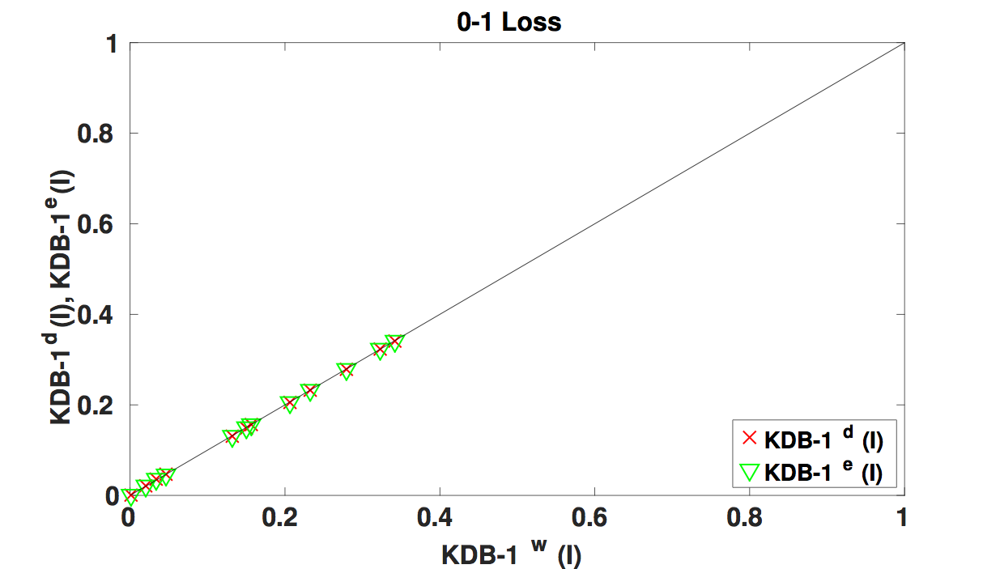 0-1 Loss
1
0.8
0.6
0.4
0.2
0
KDB-1 d (I), KDB-1 e (I)
0 0.2 0.4 0.6 0.8 1
KDB-1 w (I)
KDB-1 d (I)
KDB-1 e (I)